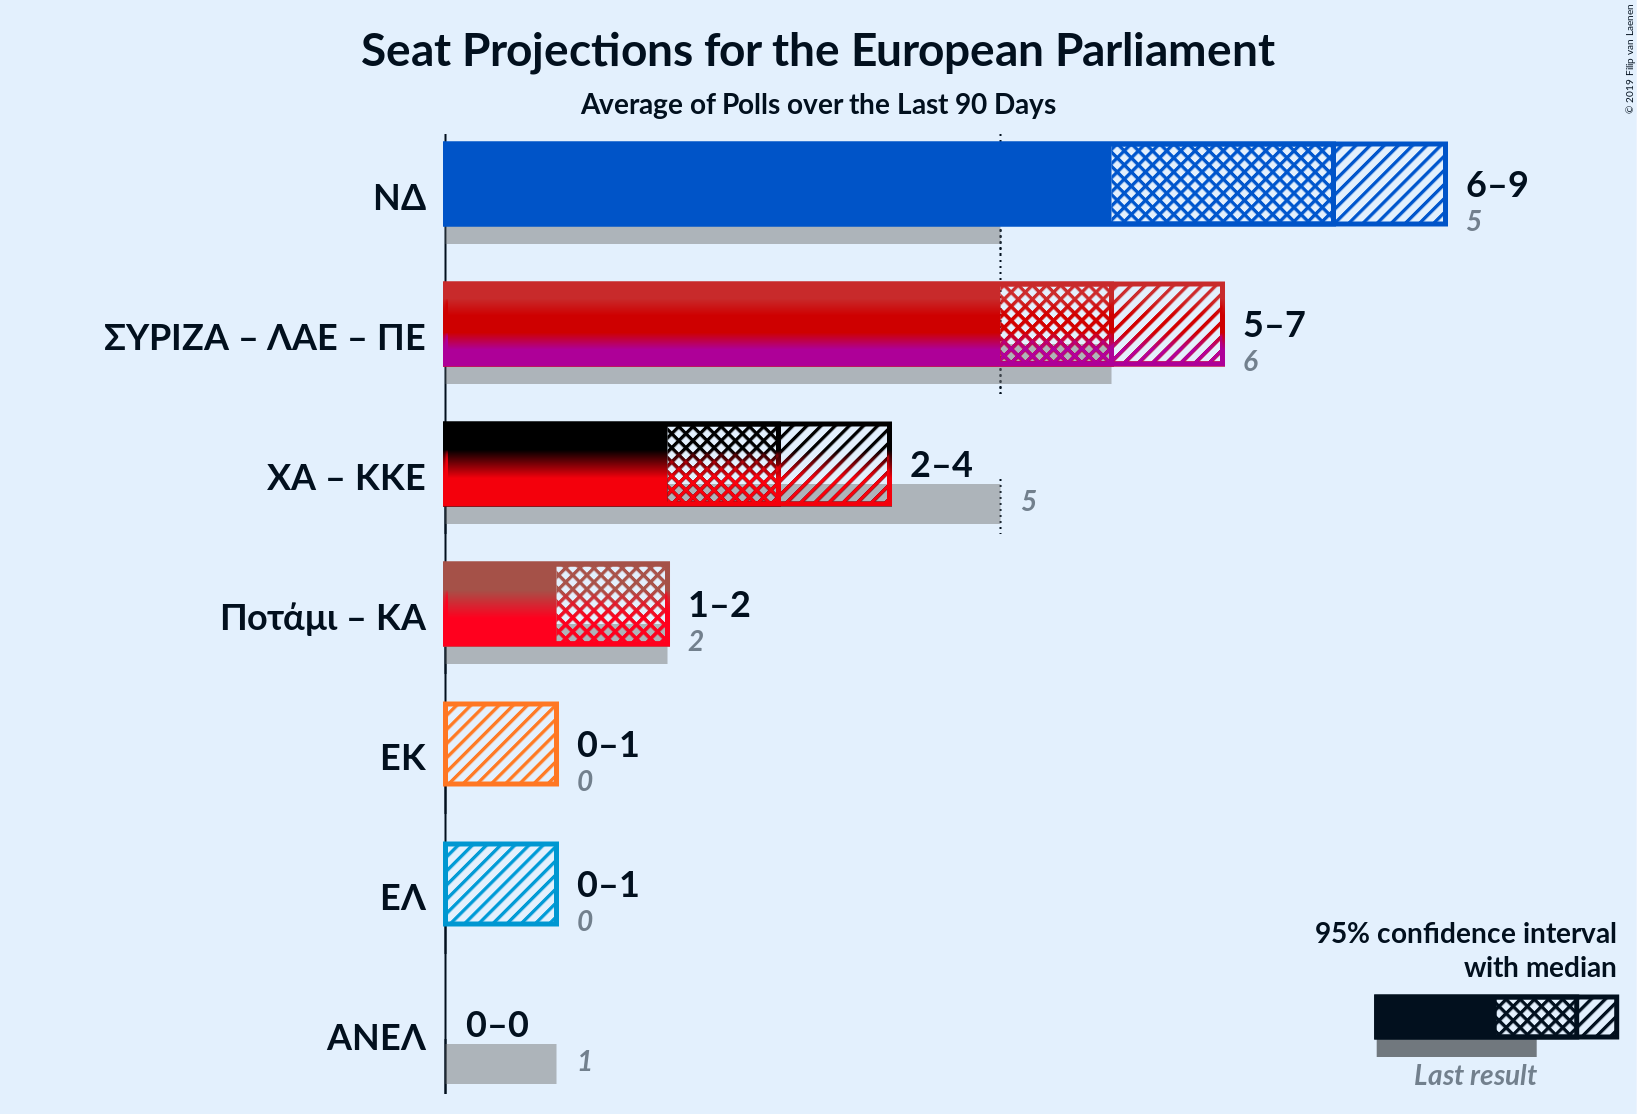 Seat Projections for the European Parliament
Average of Polls over the Last 90 Days
© 2019 Filip van Laenen
ΝΔ
6–9
5
ΣΥΡΙΖΑ – ΛΑΕ – ΠΕ
5–7
6
ΧΑ – ΚΚΕ
2–4
5
Ποτάμι – ΚΑ
1–2
2
ΕΚ
0–1
0
ΕΛ
0–1
0
ΑΝΕΛ
0–0
1
95% confidence interval
with median
Last result